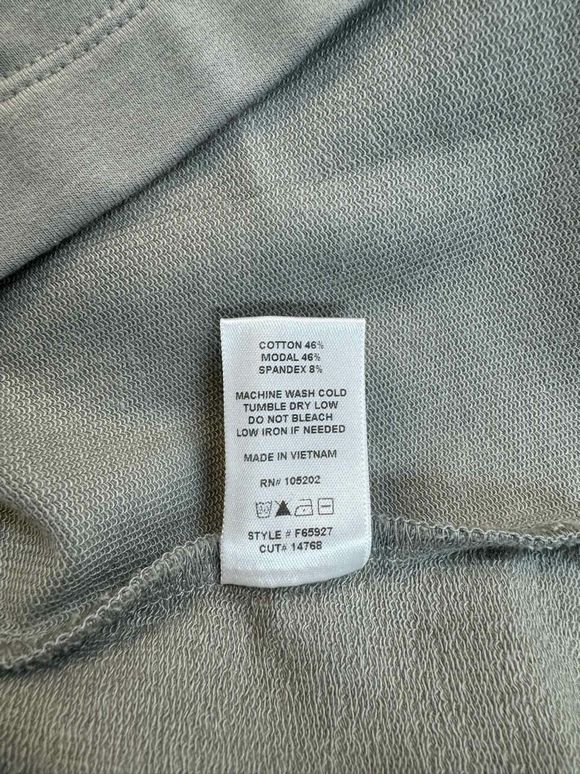 COTTON 46%
MODAL 46%
SPANDEX 8%
MACHINE WASH COLD
TUMBLE DRY LOW
DO NOT BLEACH
LOW IRON IF NEEDED
MADE IN VIETNAM
RN# 105202
STYLE # F65927
CUT# 14768